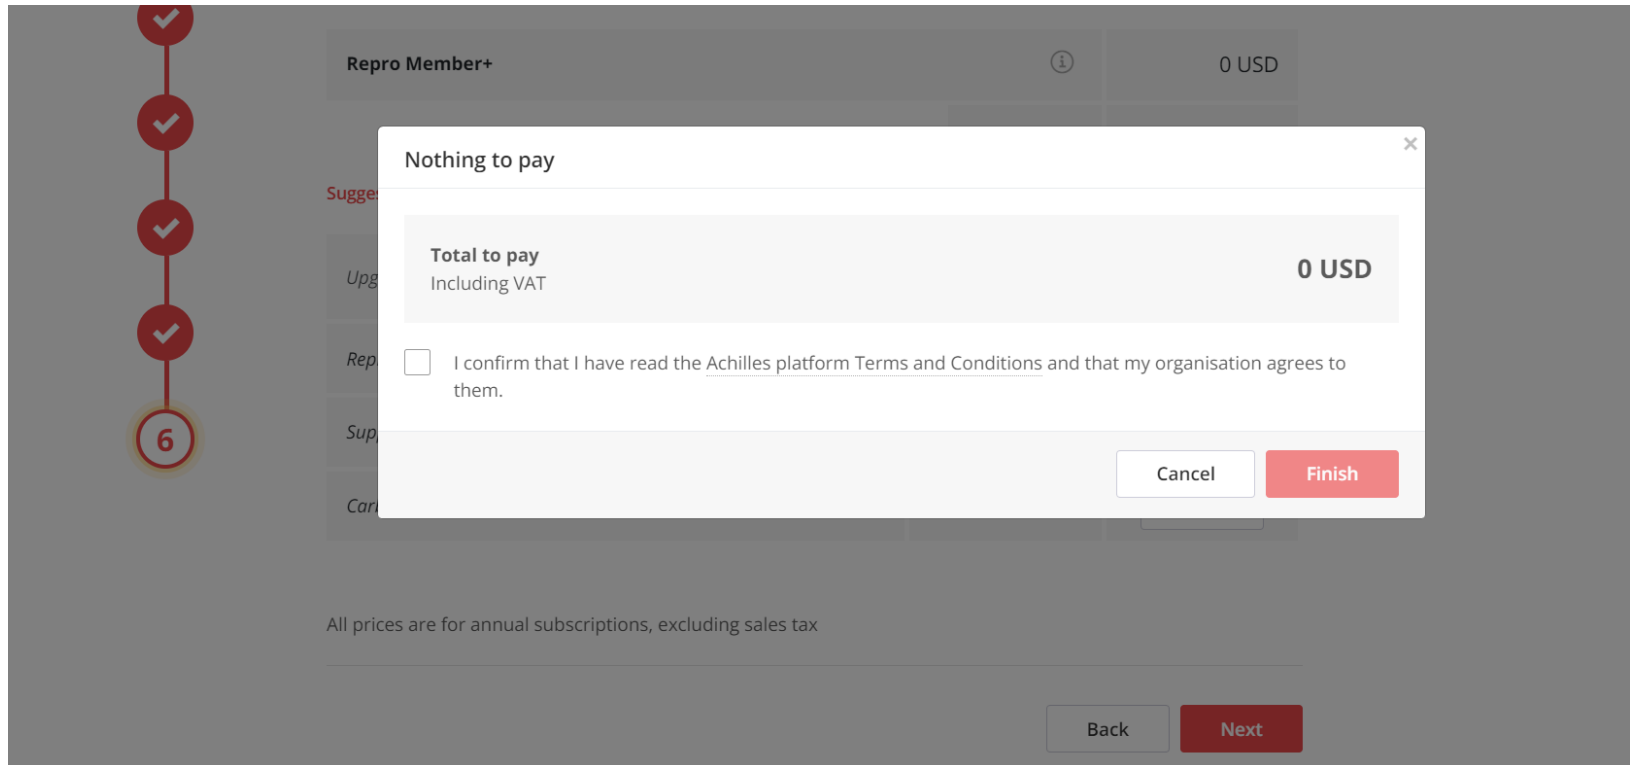 Repro Member+ 0 USD
Nothing to pay
Total to pay
Including VAT
0 USD
I confirm that I have read the Achilles platform Terms and Conditions and that my organisation agrees to
them.
Cancel Finish
6
All prices are for annual subscriptions, excluding sales tax
Back Next